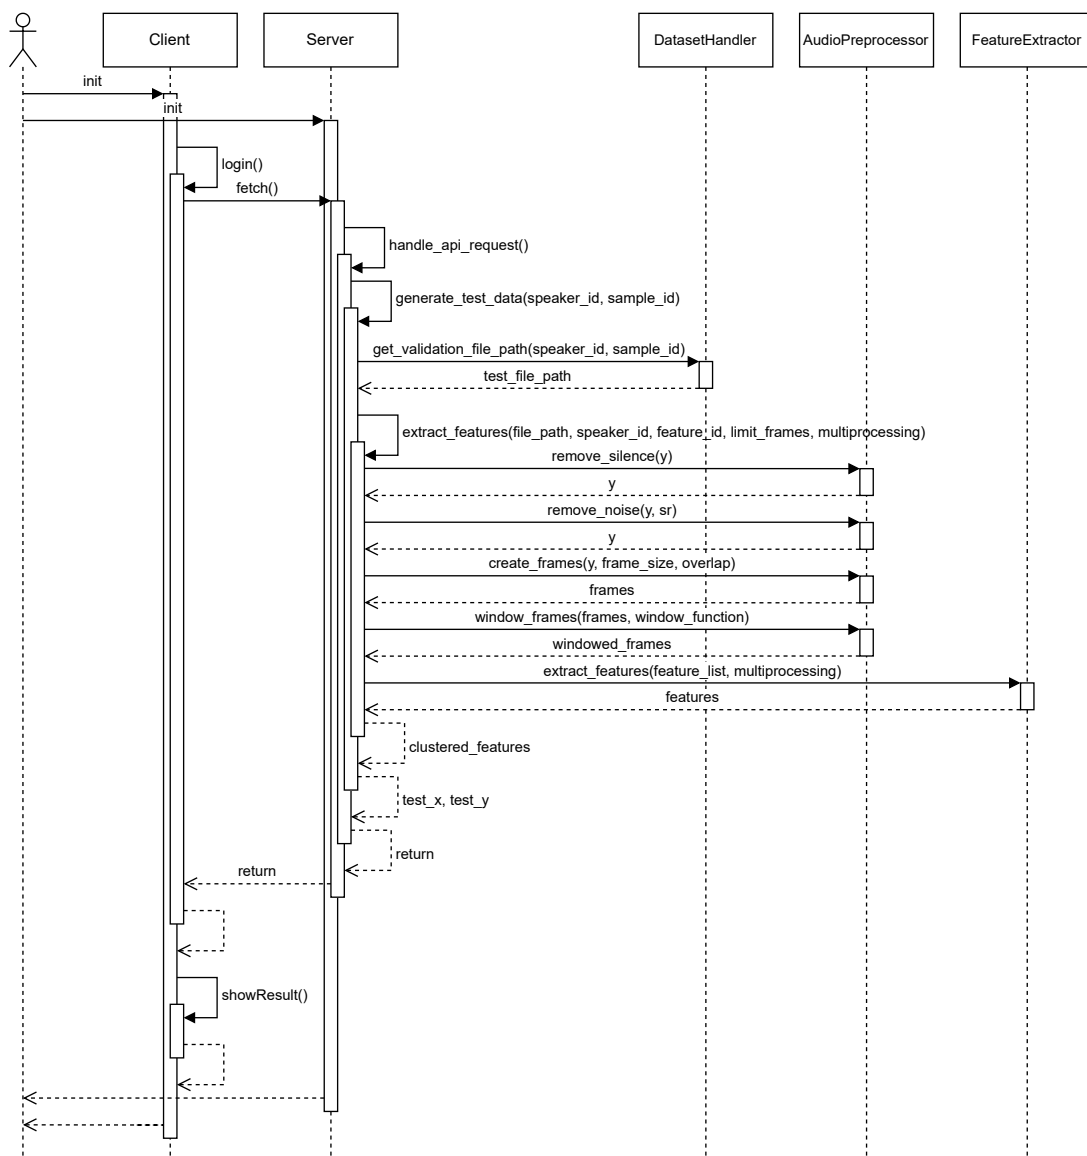 Client
Server
DatasetHandler
AudioPreprocessor
FeatureExtractor
init
init
login()
fetch()
handle_api_request()
generate_test_data(speaker_id, sample_id)
get_validation_file_path(speaker_id, sample_id)
test_file_path
extract_features(file_path, speaker_id, feature_id, limit_frames, multiprocessing)
remove_silence(y)
y
remove_noise(y, sr)
y
create_frames(y, frame_size, overlap)
frames
window_frames(frames, window_function)
windowed_frames
extract_features(feature_list, multiprocessing)
features
clustered_features
test_x, test_y
return
return
showResult()